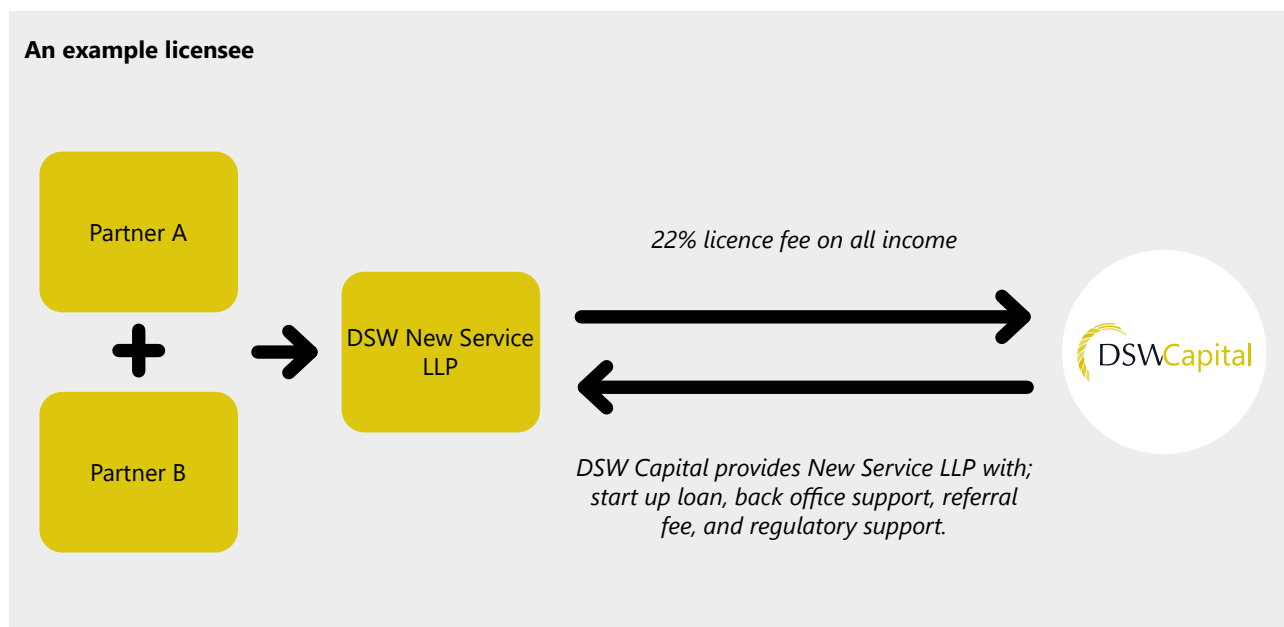 An example licensee
Partner A
Partner B
DSW New Service
LLP
22% licence fee on all income
DSW Capital provides New Service LLP with;
start up loan, back office support, referral
fee, and regulatory support.
DSWCapital